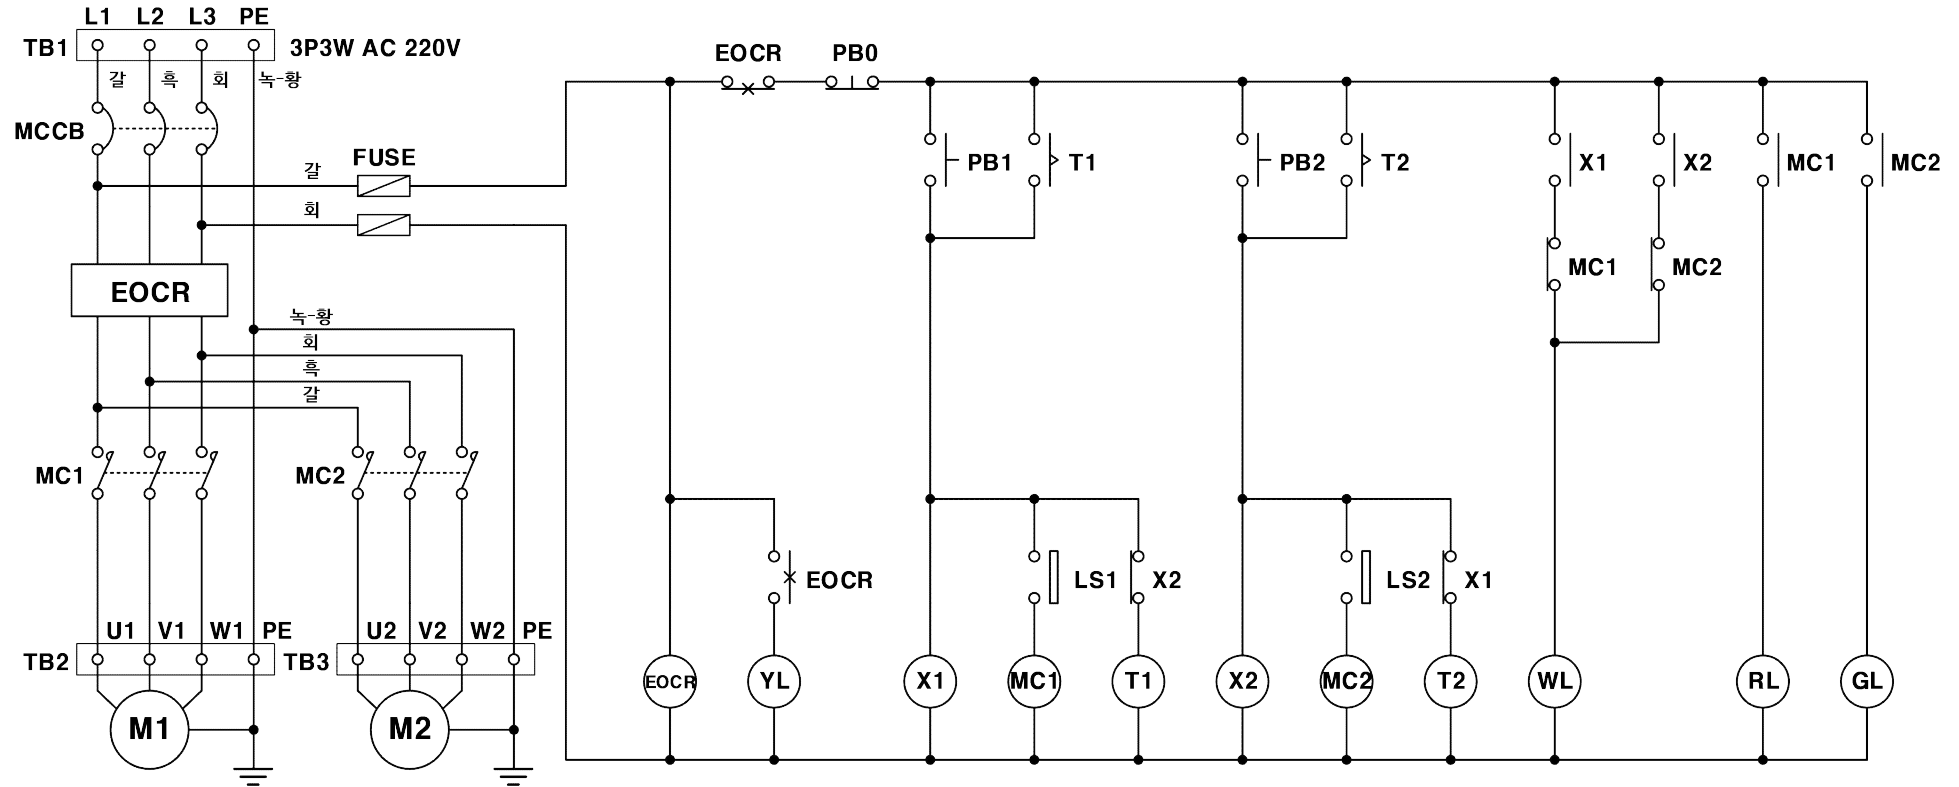 L1 L2 L3 PE
TB1 3P3W AC 220V
갈 흑 회 녹-황
EOCR PB0
MCCB
FUSE
갈
회
PB1 T1 PB2 T2 X1 X2 MC1 MC2
MC1 MC2
EOCR
녹-황
회
흑
갈
MC1 MC2
EOCR LS1 X2 LS2 X1
U1 V1 W1 PE U2 V2 W2 PE
TB2 TB3
EOCR YL X1 MC1 T1 X2 MC2 T2 WL RL GL
M1 M2